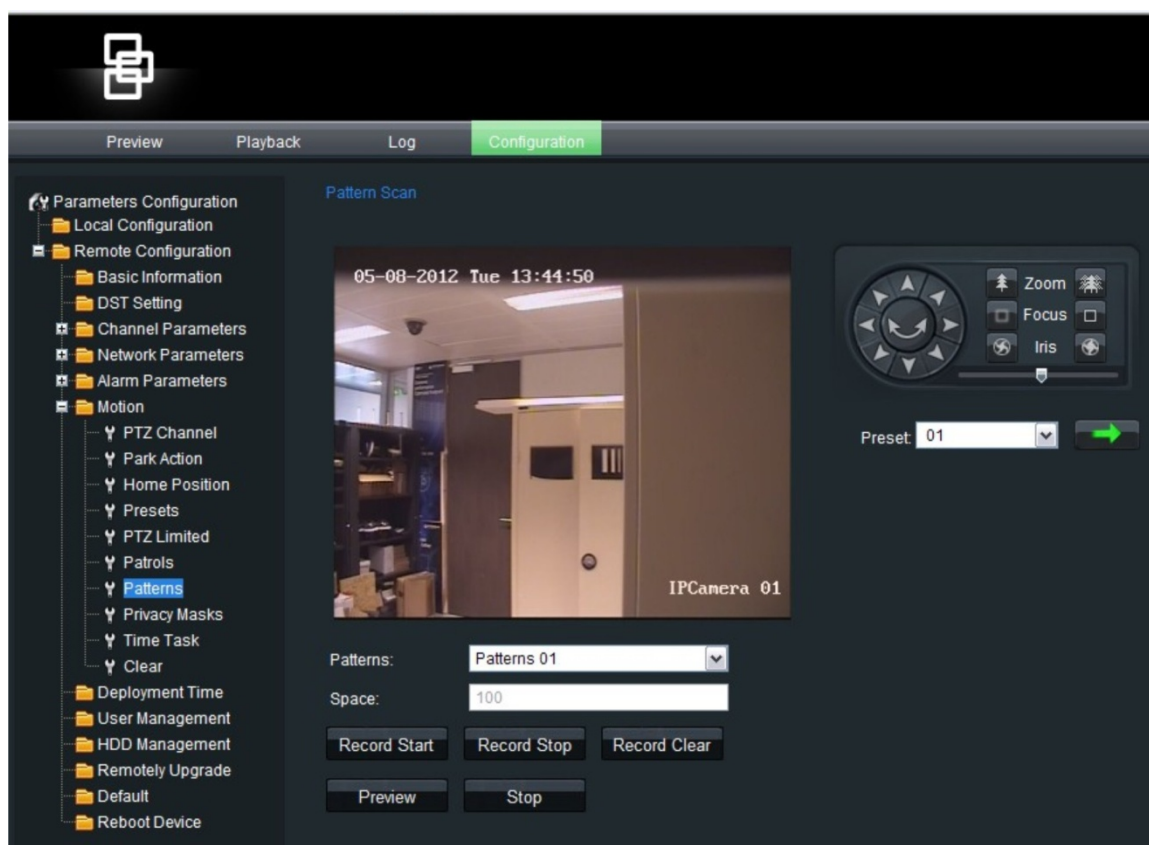 Preview Playback Log Configuration
Parameters Configuration
Local Configuration
Remote Configuration
Basic Information
DST Setting
Channel Parameters
Network Parameters
Alarm Parameters
Motion
PTZ Channel
Park Action
Home Position
Presets
PTZ Limited
Patrols
Patterns
Privacy Masks
Time Task
Clear
Deployment Time
User Management
HDD Management
Remotely Upgrade
Default
Reboot Device
Pattern Scan
05-08-2012 Tue 13:44:50
IPCamera 01
Patterns: Patterns 01
Space: 100
Record Start Record Stop Record Clear
Preview Stop
Zoom
Focus
Iris
Preset: 01